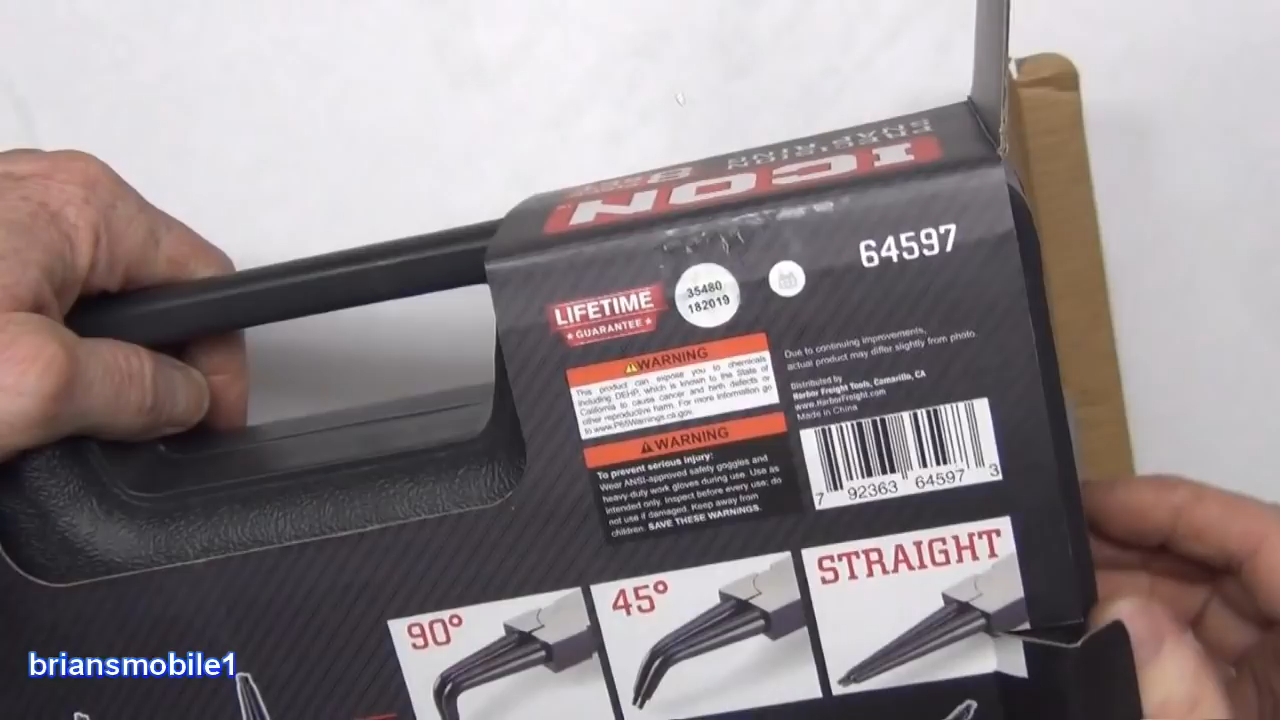 PRECISION
SNAP RING
8
SET
ICON
64597
LIFETIME
GUARANTEE
35480
182019
WARNING
This product can expose you to chemicals
including DEHP, which is known to the State of
California to cause cancer and birth defects or
other reproductive harm. For more information go
to www.P65Warnings.ca.gov.
WARNING
To prevent serious injury:
Wear ANSI-approved safety goggles and
heavy-duty work gloves during use. Use as
intended only. Inspect before every use; do
not use if damaged. Keep away from
children. SAVE THESE WARNINGS.
Due to continuing improvements,
actual product may differ slightly from photo.
Distributed by
Harbor Freight Tools, Camarillo, CA
www.HarborFreight.com
Made in China
7 92363 64597 3
90°
45°
STRAIGHT
briansmobile1